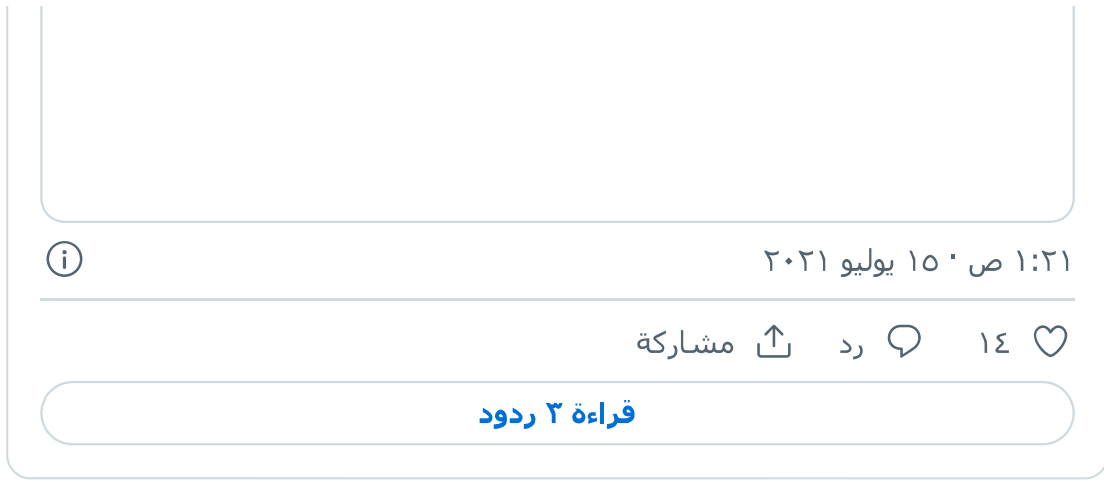 ١:٢١ ص · ١٥ يوليو ٢٠٢١
١٤ رد مشاركة
قراءة ٣ ردود